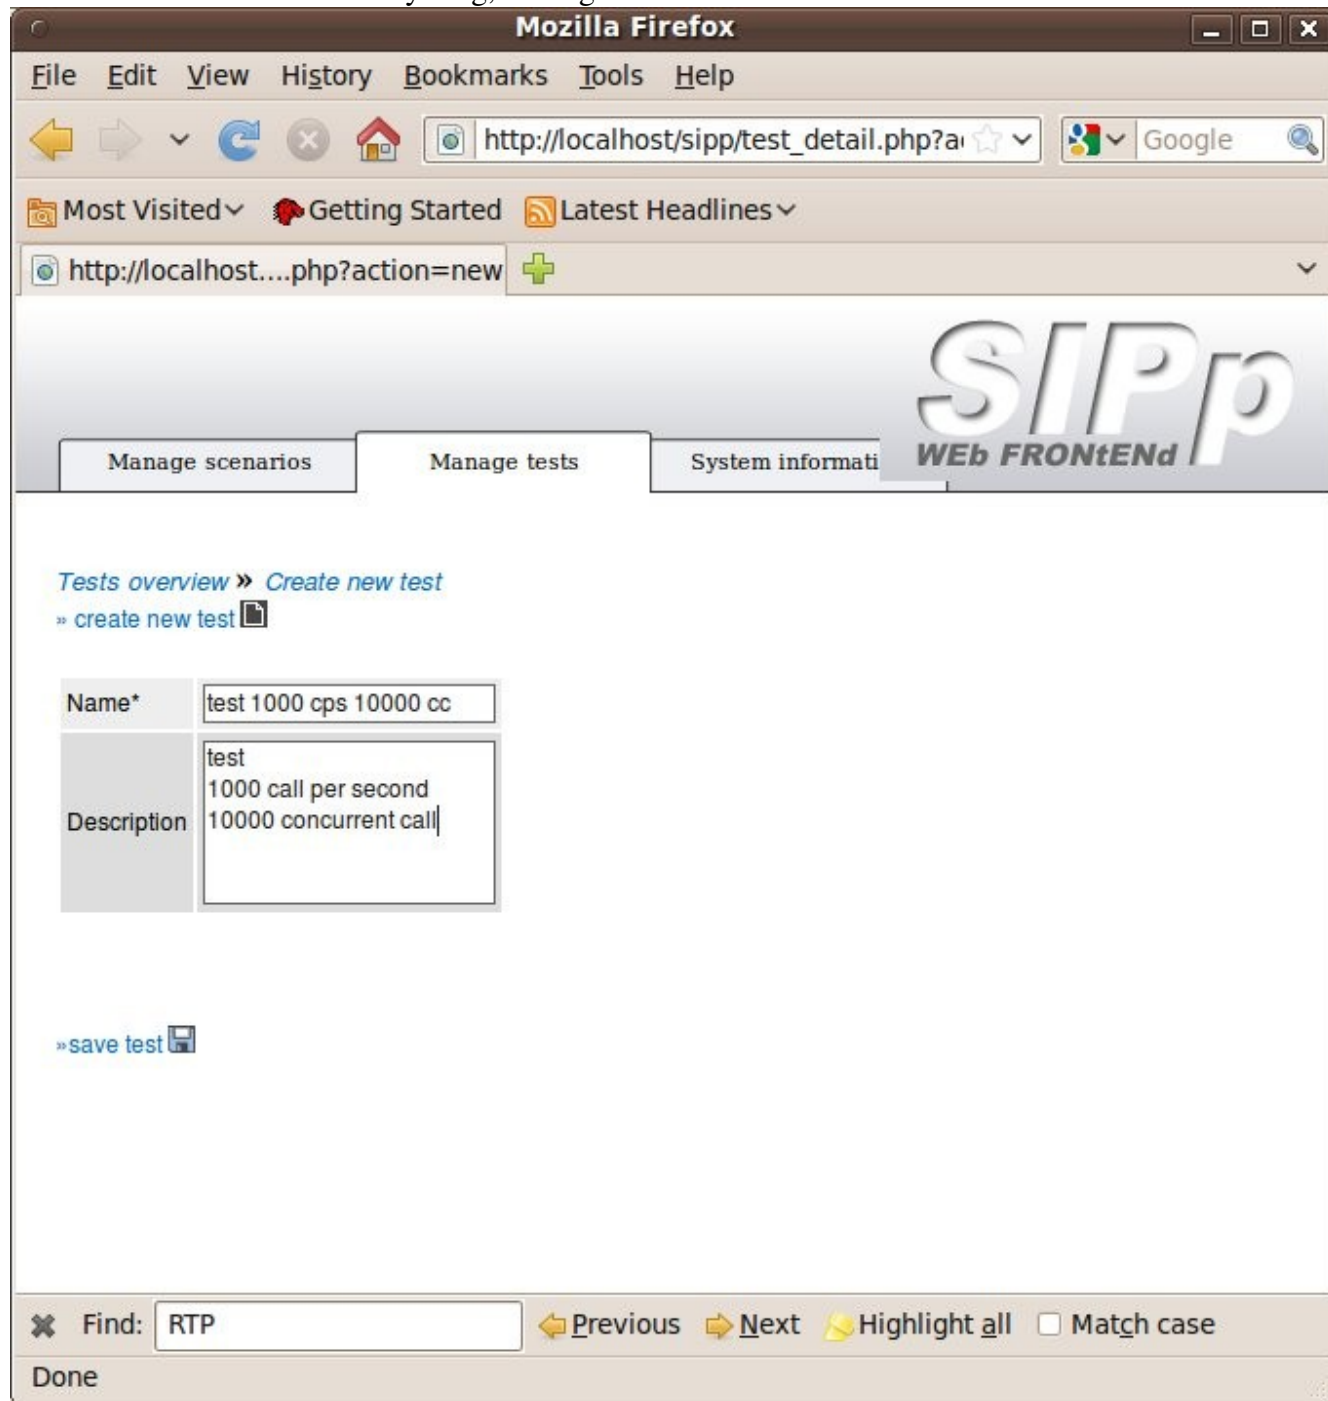 Mozilla Firefox
File Edit View History Bookmarks Tools Help
http://localhost/sipp/test_detail.php?a Google
Most Visited Getting Started Latest Headlines
http://localhost....php?action=new
SIPp
WEb FRONtENd
Manage scenarios Manage tests System informati
Tests overview » Create new test
» create new test
Name* test 1000 cps 10000 cc
Description
test
1000 call per second
10000 concurrent call
»save test
Find: RTP Previous Next Highlight all Match case
Done